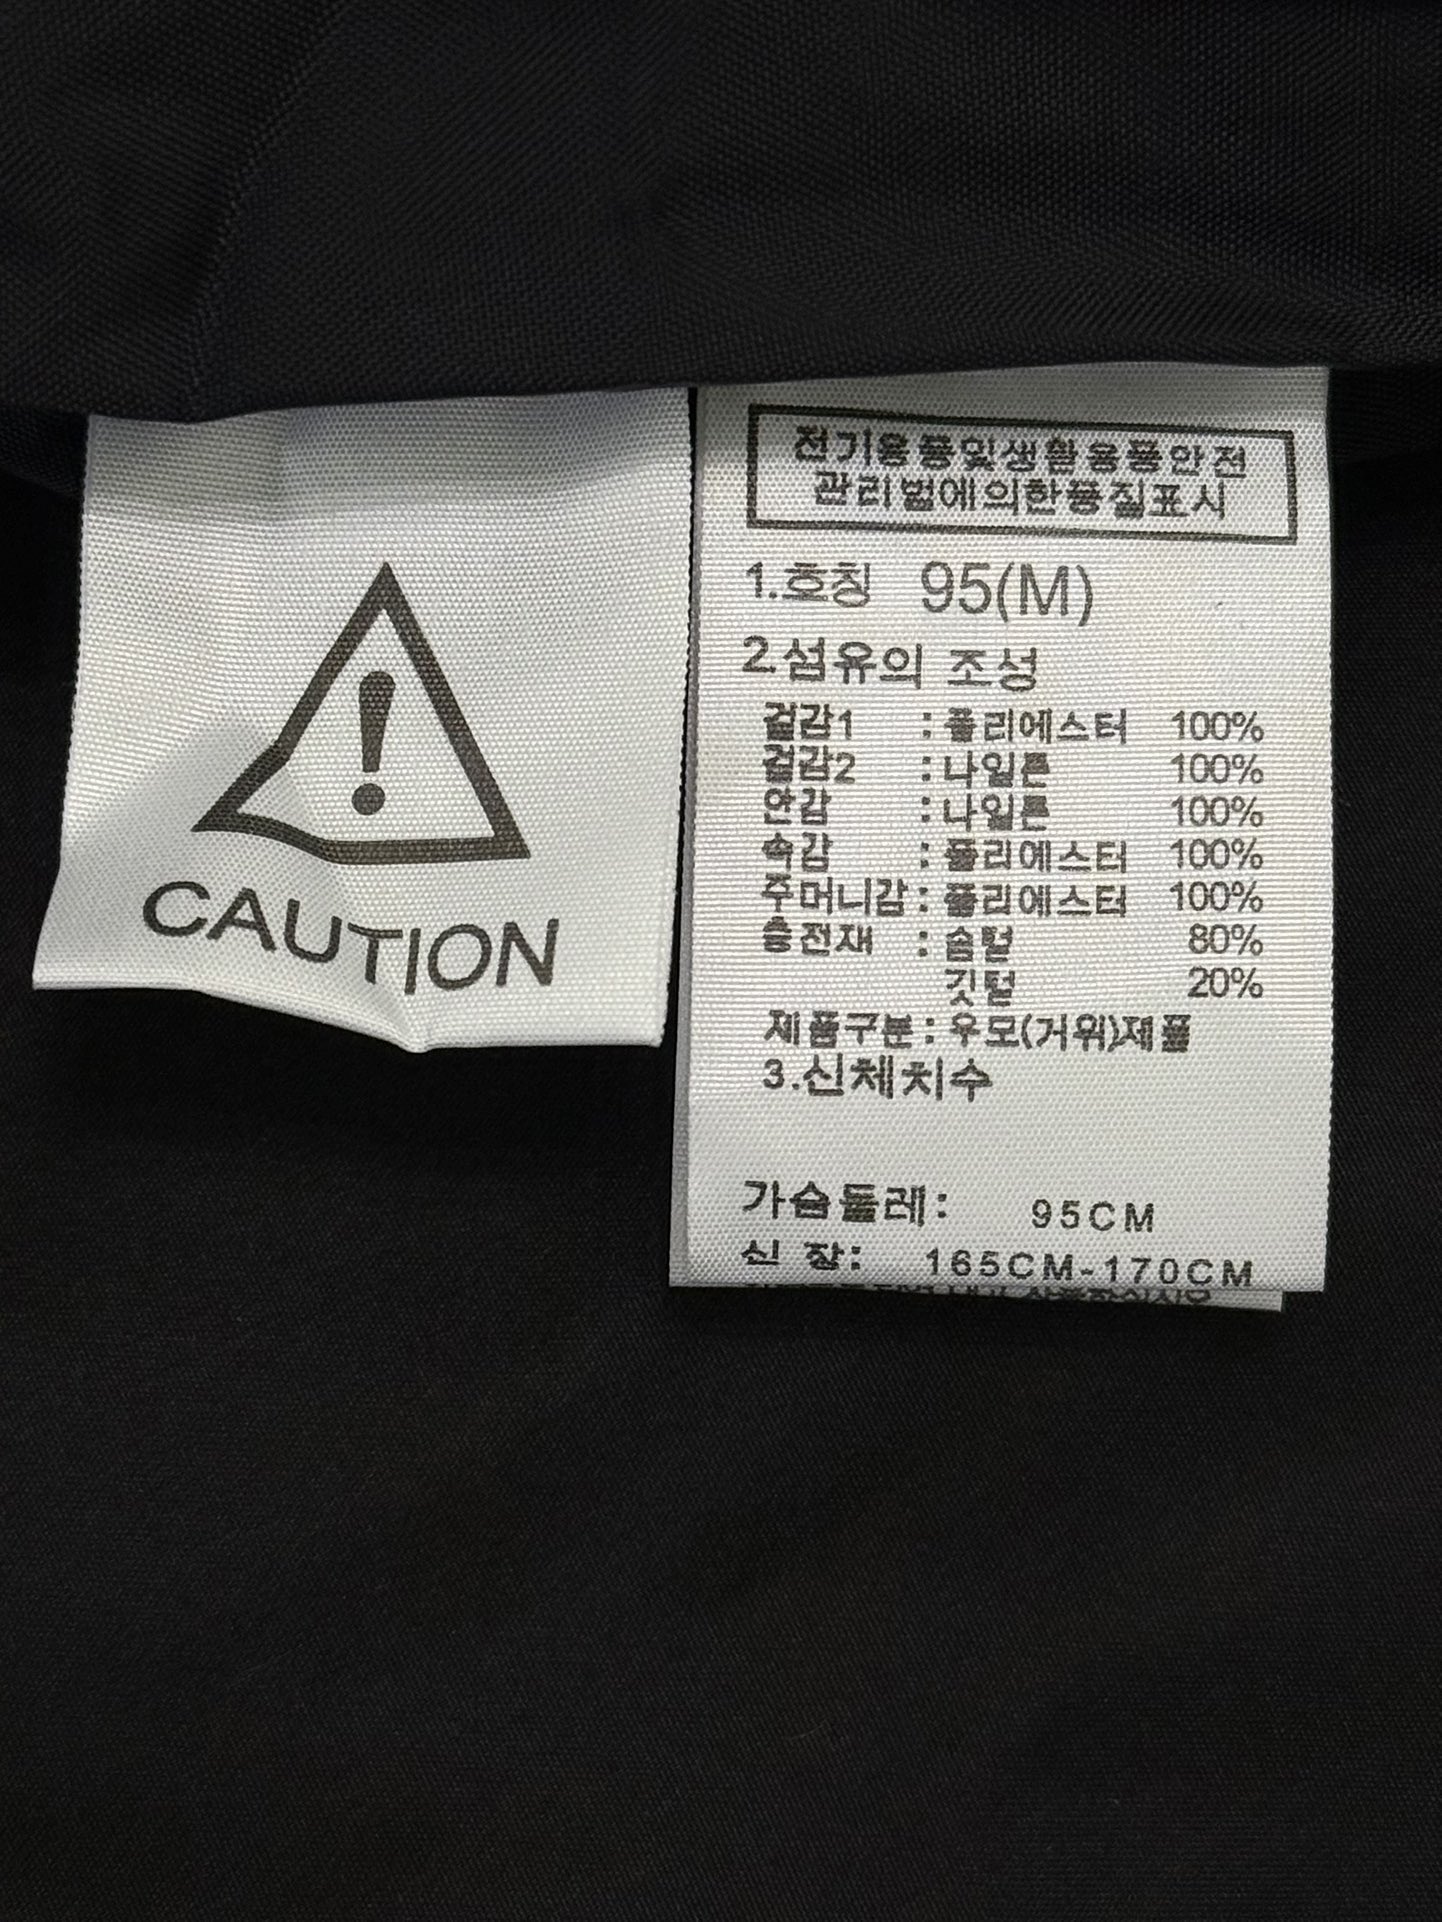 CAUTION
전기용품및생활용품안전
관리법에의한품질표시
1.호칭 95(M)
2.섬유의 조성
겉감1 : 폴리에스터 100%
겉감2 : 나일론 100%
안감 : 나일론 100%
속감 : 폴리에스터 100%
주머니감 : 폴리에스터 100%
충전재 : 솜털 80%
깃털 20%
제품구분 : 우모(거위)제품
3.신체치수
가슴둘레: 95CM
신 장: 165CM-170CM